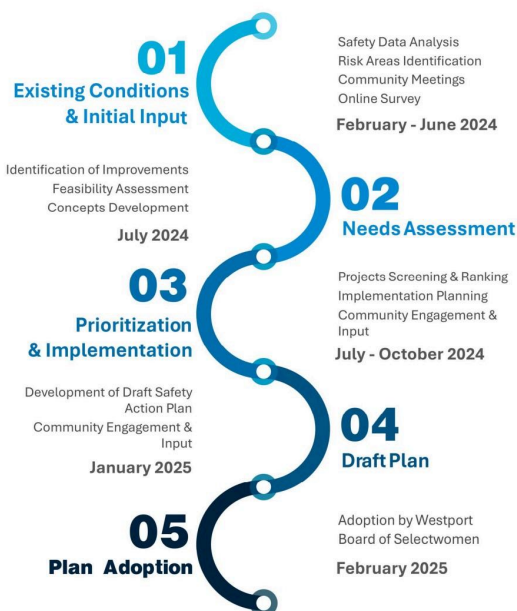 01
Existing Conditions
& Initial Input
Safety Data Analysis
Risk Areas Identification
Community Meetings
Online Survey
February - June 2024
02
Needs Assessment
Identification of Improvements
Feasibility Assessment
Concepts Development
July 2024
03
Prioritization
& Implementation
Projects Screening & Ranking
Implementation Planning
Community Engagement &
Input
July - October 2024
04
Draft Plan
Development of Draft Safety
Action Plan
Community Engagement &
Input
January 2025
05
Plan Adoption
Adoption by Westport
Board of Selectwomen
February 2025